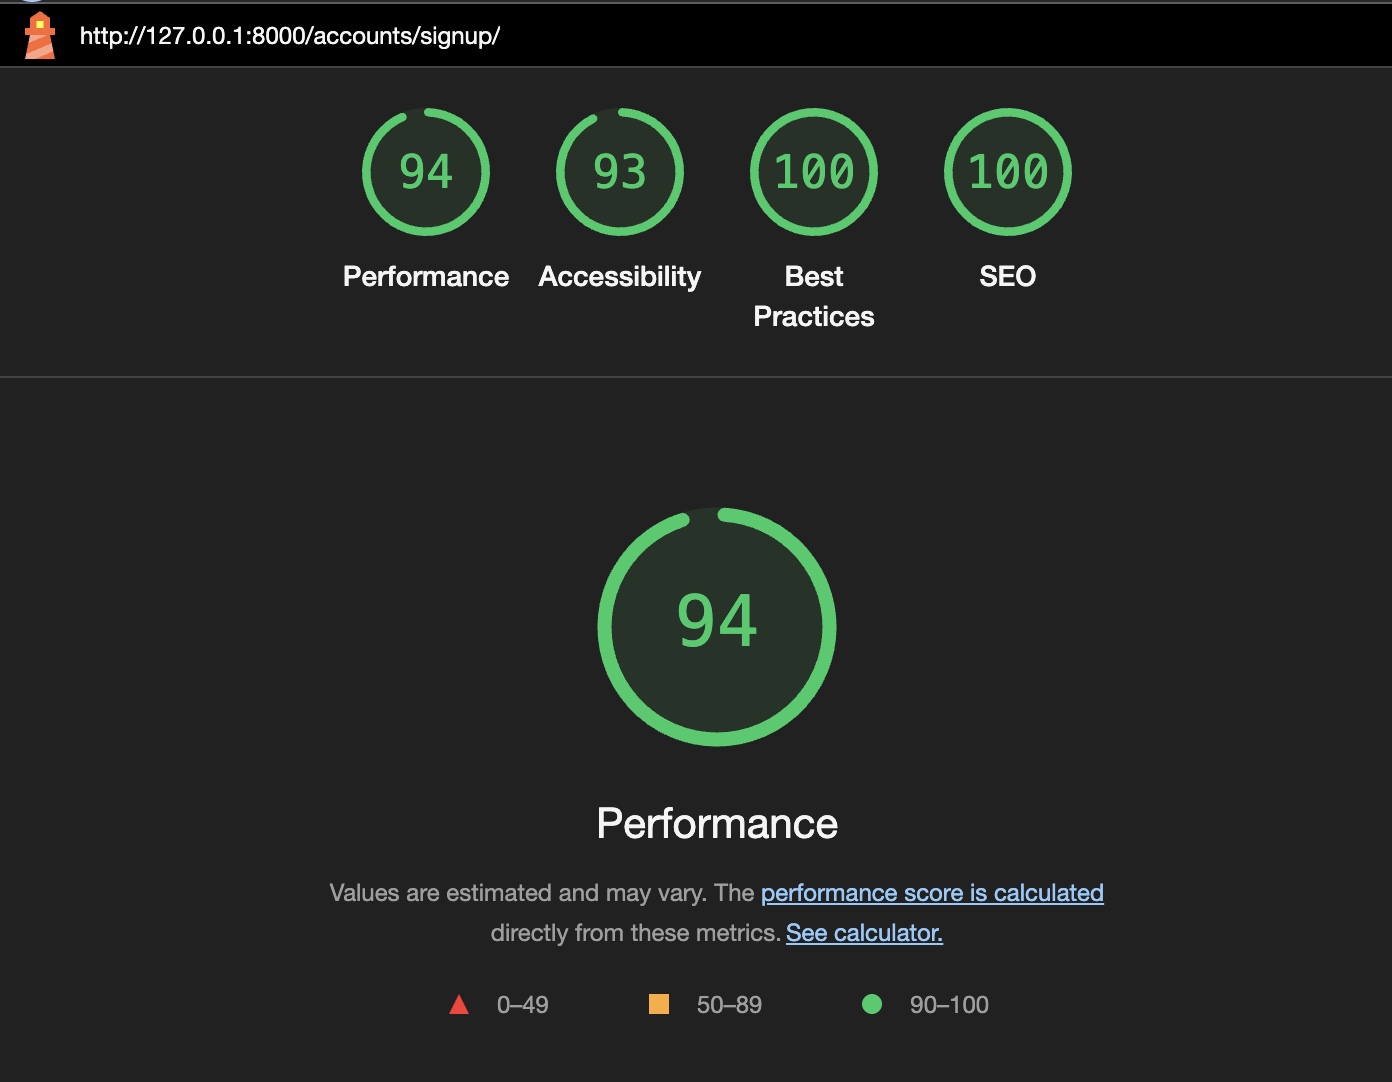 http://127.0.0.1:8000/accounts/signup/
94
93
100
100
Performance
Accessibility
Best
Practices
SEO
94
Performance
Values are estimated and may vary. The performance score is calculated
directly from these metrics. See calculator.
0–49
50–89
90–100